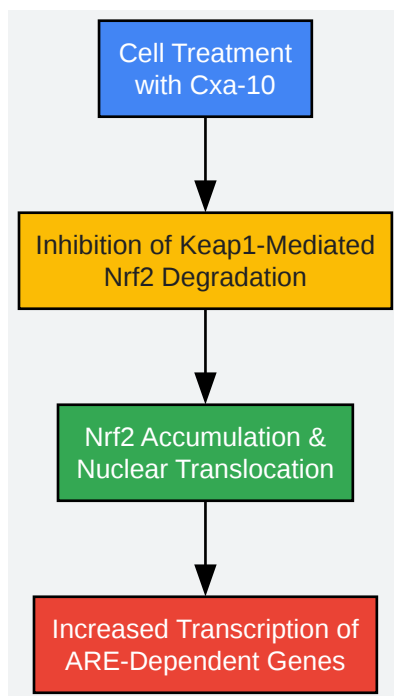 Cell Treatment
with Cxa-10
Inhibition of Keap1-Mediated
Nrf2 Degradation
Nrf2 Accumulation &
Nuclear Translocation
Increased Transcription of
ARE-Dependent Genes